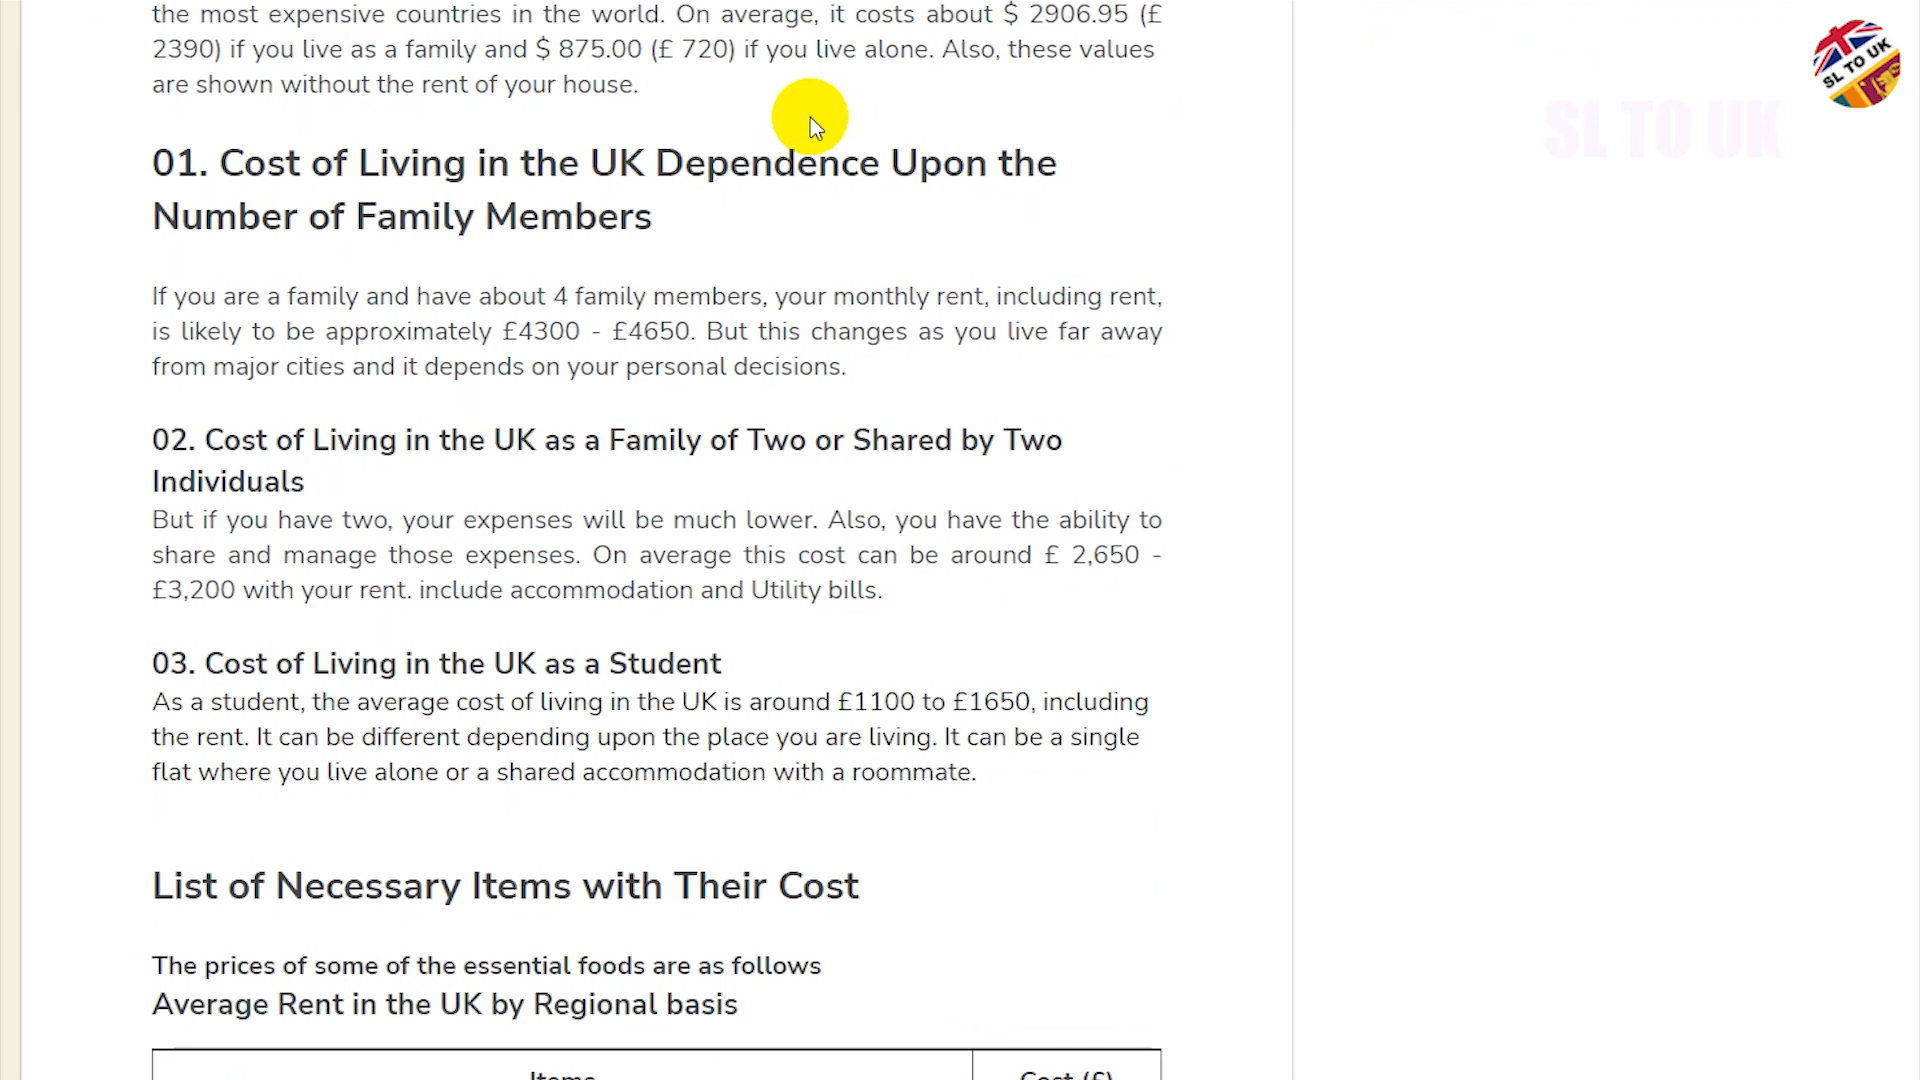 the most expensive countries in the world. On average, it costs about $ 2906.95 (£
2390) if you live as a family and $ 875.00 (£ 720) if you live alone. Also, these values
are shown without the rent of your house.
SL TO UK
SL TO UK
01. Cost of Living in the UK Dependence Upon the
Number of Family Members
If you are a family and have about 4 family members, your monthly rent, including rent,
is likely to be approximately £4300 - £4650. But this changes as you live far away
from major cities and it depends on your personal decisions.
02. Cost of Living in the UK as a Family of Two or Shared by Two
Individuals
But if you have two, your expenses will be much lower. Also, you have the ability to
share and manage those expenses. On average this cost can be around £ 2,650 -
£3,200 with your rent. include accommodation and Utility bills.
03. Cost of Living in the UK as a Student
As a student, the average cost of living in the UK is around £1100 to £1650, including
the rent. It can be different depending upon the place you are living. It can be a single
flat where you live alone or a shared accommodation with a roommate.
List of Necessary Items with Their Cost
The prices of some of the essential foods are as follows
Average Rent in the UK by Regional basis
Items Cost (£)